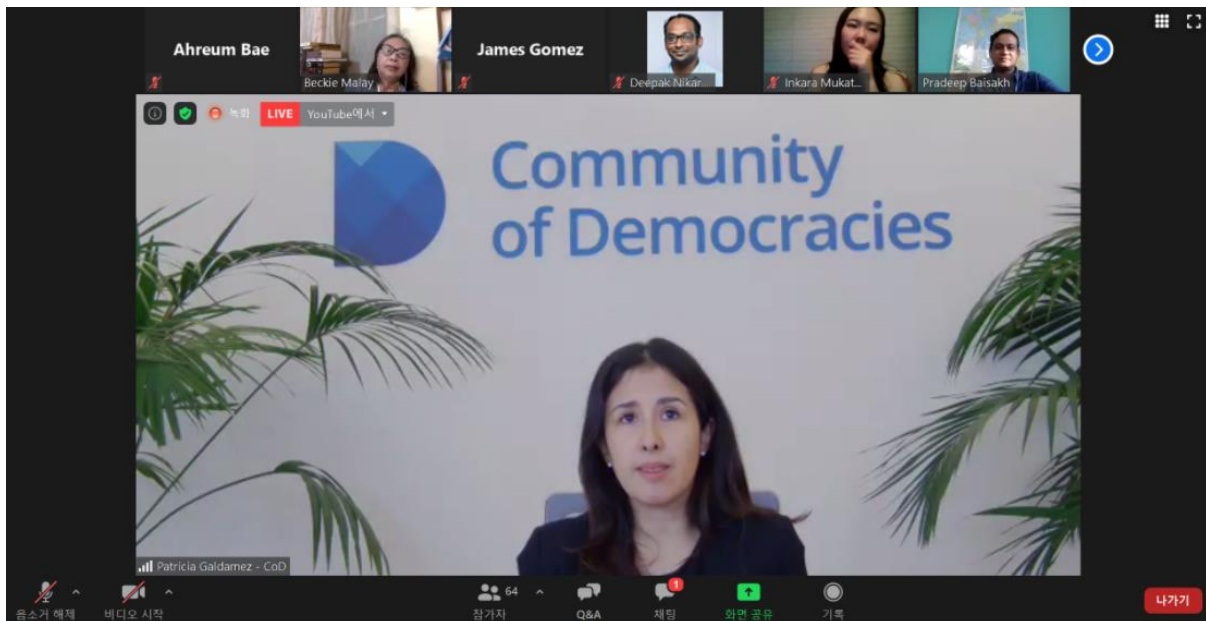 Ahreum Bae
Beckie Malay
James Gomez
Deepak Nikar...
Inkara Mukat...
Pradeep Baisakh
녹화
LIVE YouTube에서
Community
of Democracies
Patricia Galdamez - CoD
음소거 해제
비디오 시작
64
참가자
Q&A
1
채팅
화면 공유
기록
나가기